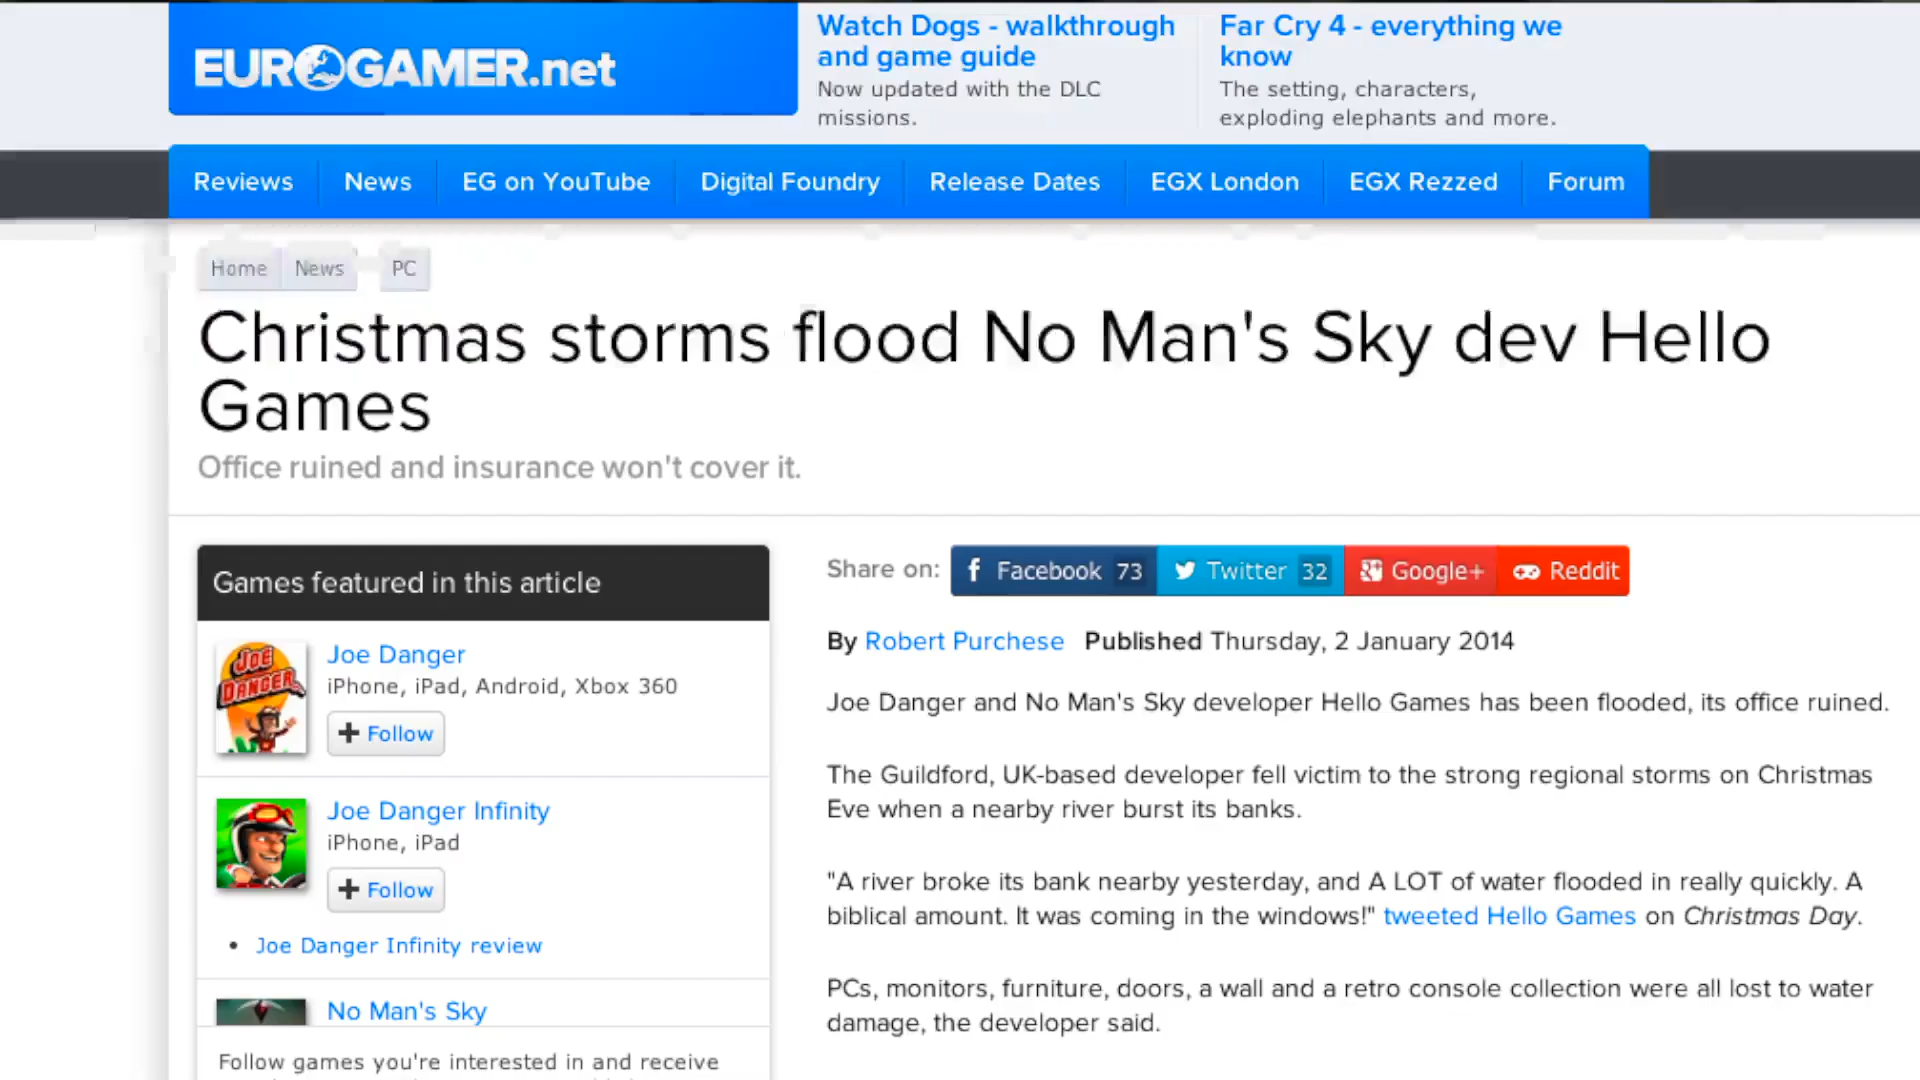 EUROGAMER.net
Watch Dogs - walkthrough
and game guide
Now updated with the DLC
missions.
Far Cry 4 - everything we
know
The setting, characters,
exploding elephants and more.
Reviews News EG on YouTube Digital Foundry Release Dates EGX London EGX Rezzed Forum
Home News PC
Christmas storms flood No Man's Sky dev Hello
Games
Office ruined and insurance won't cover it.
Games featured in this article
JOE DANGER
Joe Danger
iPhone, iPad, Android, Xbox 360
+ Follow
Joe Danger Infinity
iPhone, iPad
+ Follow
• Joe Danger Infinity review
No Man's Sky
Follow games you're interested in and receive
Share on: Facebook 73 Twitter 32 Google+ Reddit
By Robert Purchese Published Thursday, 2 January 2014
Joe Danger and No Man's Sky developer Hello Games has been flooded, its office ruined.
The Guildford, UK-based developer fell victim to the strong regional storms on Christmas
Eve when a nearby river burst its banks.
"A river broke its bank nearby yesterday, and A LOT of water flooded in really quickly. A
biblical amount. It was coming in the windows!" tweeted Hello Games on Christmas Day.
PCs, monitors, furniture, doors, a wall and a retro console collection were all lost to water
damage, the developer said.